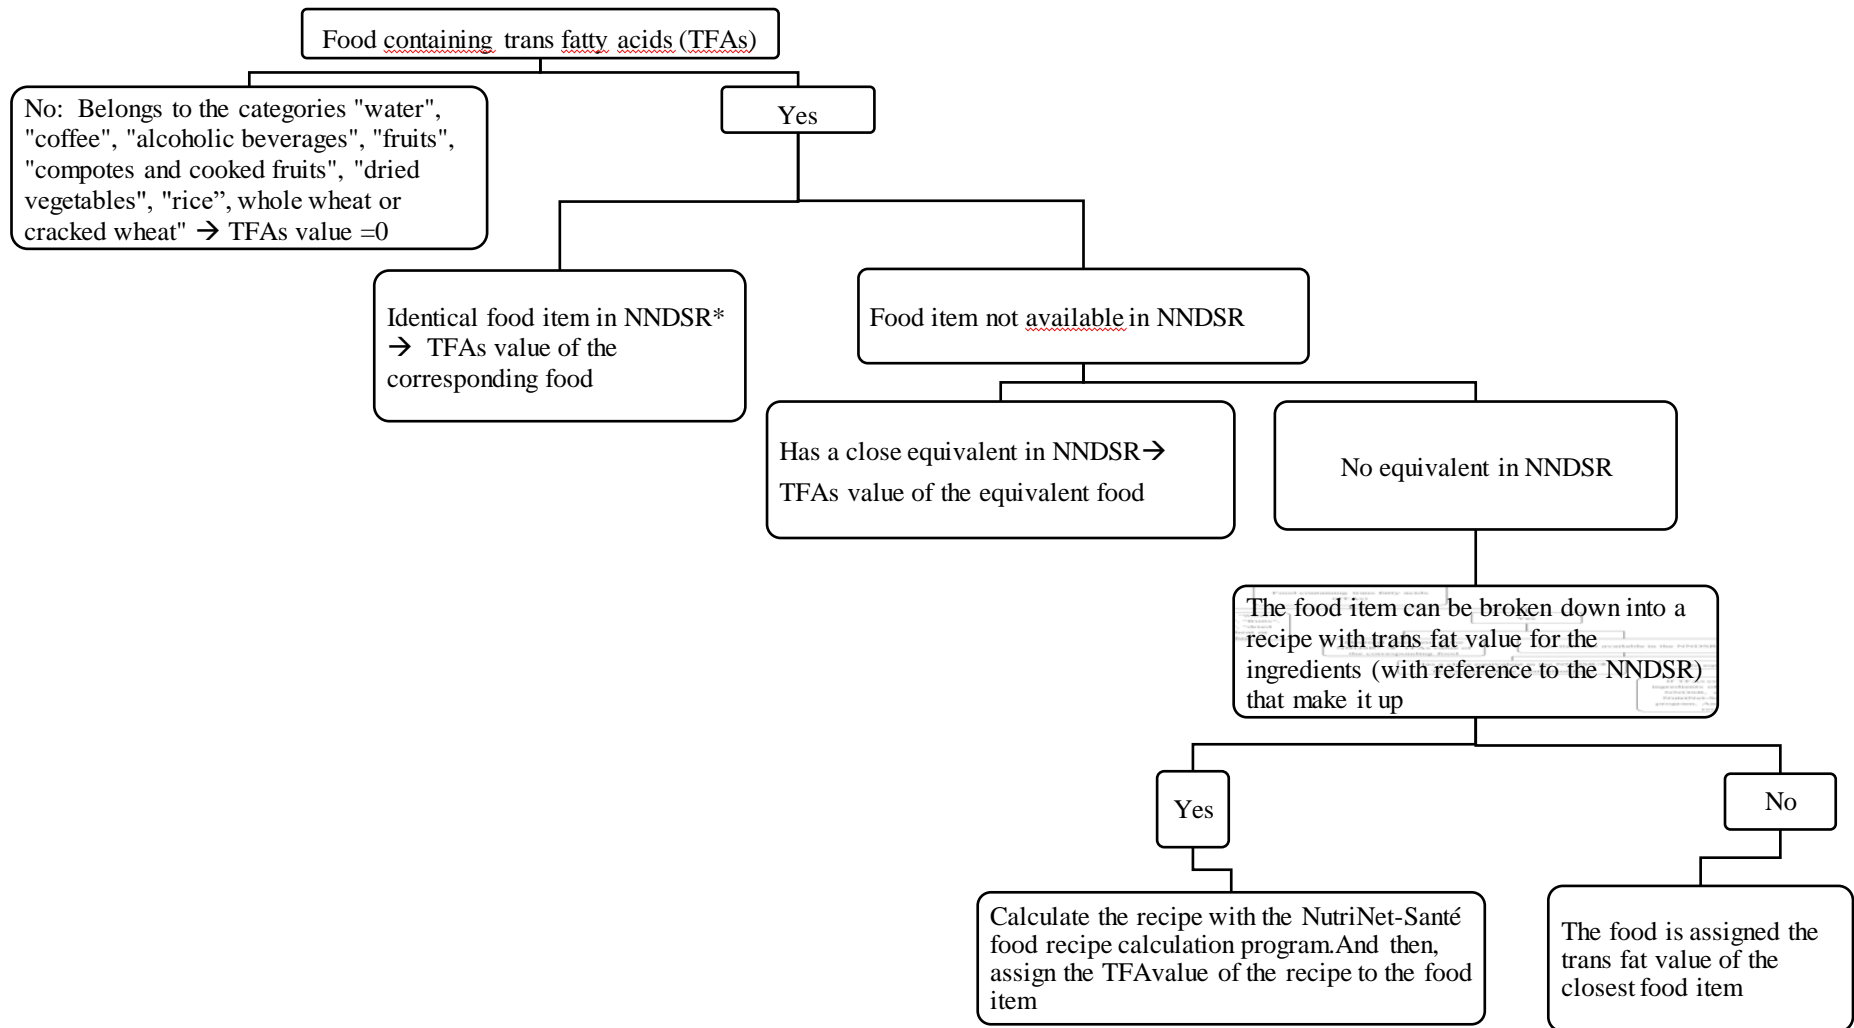 Food containing trans fatty acids (TFAs)
No: Belongs to the categories "water",
"coffee", "alcoholic beverages", "fruits",
"compotes and cooked fruits", "dried
vegetables", "rice”, whole wheat or
cracked wheat" → TFAs value =0
Yes
Identical food item in NNDSR*
→ TFAs value of the
corresponding food
Food item not available in NNDSR
Has a close equivalent in NNDSR→
TFAs value of the equivalent food
No equivalent in NNDSR
The food item can be broken down into a
recipe with trans fat value for the
ingredients (with reference to the NNDSR)
that make it up
Yes
No
Calculate the recipe with the NutriNet-Santé
food recipe calculation program.And then,
assign the TFAvalue of the recipe to the food
item
The food is assigned the
trans fat value of the
closest food item